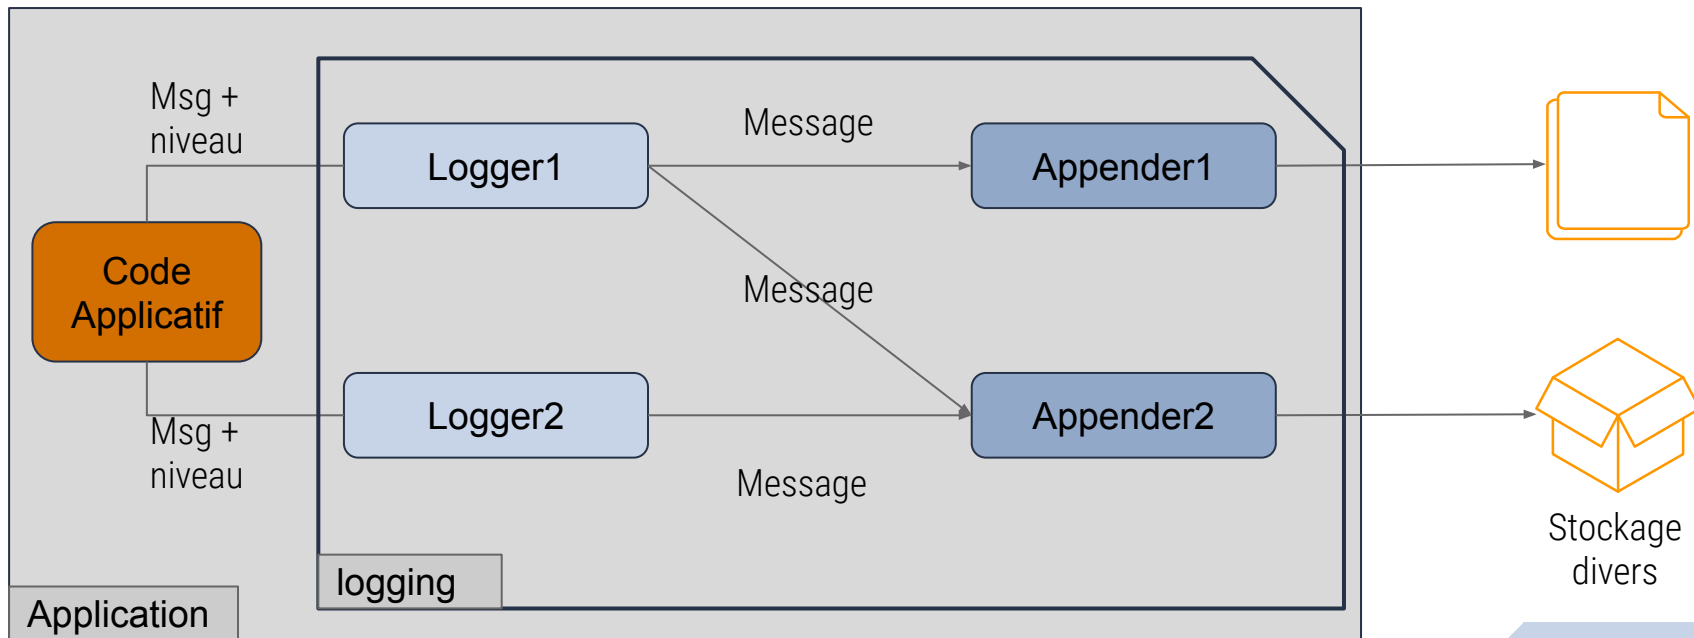 Msg +
niveau
Logger1
Message
Appender1
Code
Applicatif
Message
Logger2
Appender2
Msg +
niveau
Message
Stockage
divers
logging
Application